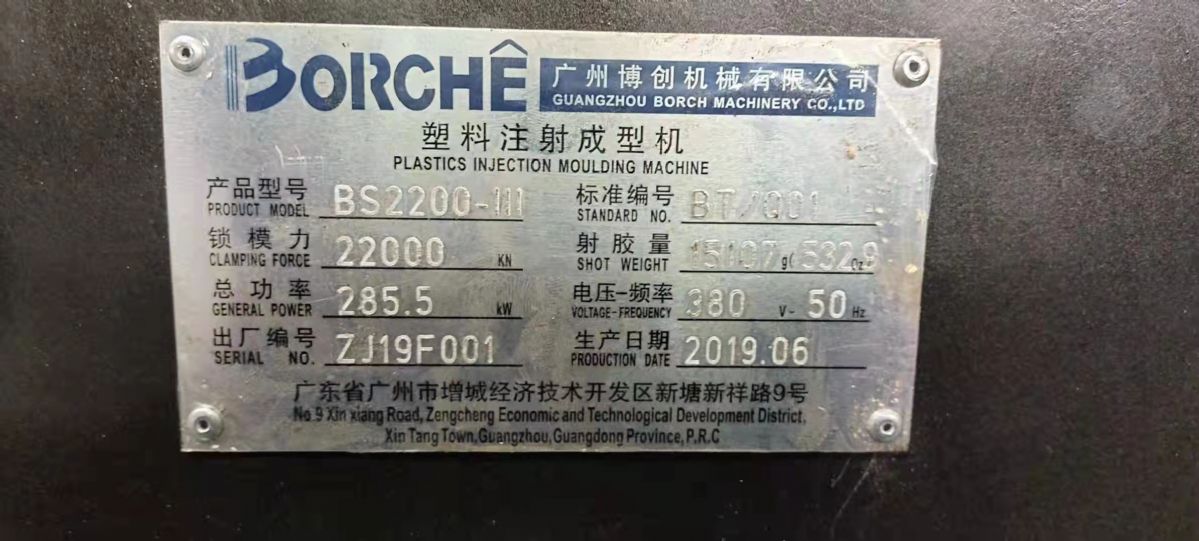 BORCHÊ
广州博创机械有限公司
GUANGZHOU BORCH MACHINERY CO.,LTD
塑料注射成型机
PLASTICS INJECTION MOULDING MACHINE
产品型号 BS2200-III 标准编号 BT/Q01
PRODUCT MODEL STANDARD NO.
锁模力 22000 KN 射胶量 15107 g( 532.8 Oz
CLAMPING FORCE SHOT WEIGHT
总功率 285.5 kW 电压-频率 380 V~ 50 Hz
GENERAL POWER VOLTAGE-FREQUENCY
出厂编号 ZJ19F001 生产日期 2019.06
SERIAL NO. PRODUCTION DATE
广东省广州市增城经济技术开发区新塘新祥路9号
No.9 Xin xiang Road, Zengcheng Economic and Technological Development District,
Xin Tang Town,Guangzhou,Guangdong Province,P.R.C